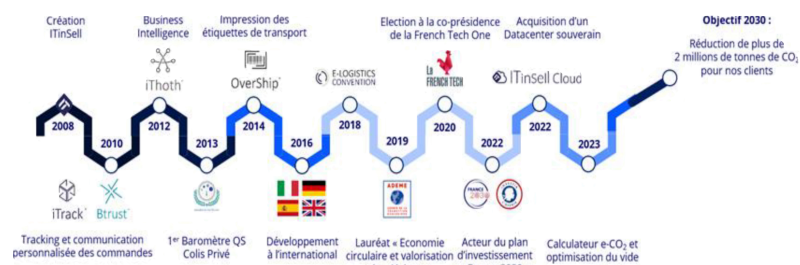 Création
ITinSell
Business
Intelligence
Impression des
étiquettes de transport
Election à la co-présidence
de la French Tech One
Acquisition d'un
Datacenter souverain
Objectif 2030 :
Réduction de plus de
2 millions de tonnes de CO₂
pour nos clients
iThoth
OverShip
E-LOGISTICS
CONVENTION
La
FRENCH TECH
ITinSell Cloud
2008
2010
2012
2013
2014
2016
2018
2019
2020
2022
2022
2023
iTrack
Btrust
ADEME
FRANCE
Tracking et communication
personnalisée des commandes
1er Baromètre QS
Colis Privé
Développement
à l'international
Lauréat « Economie
circulaire et valorisation
Acteur du plan
d'investissement
Calculateur e-CO₂ et
optimisation du vide